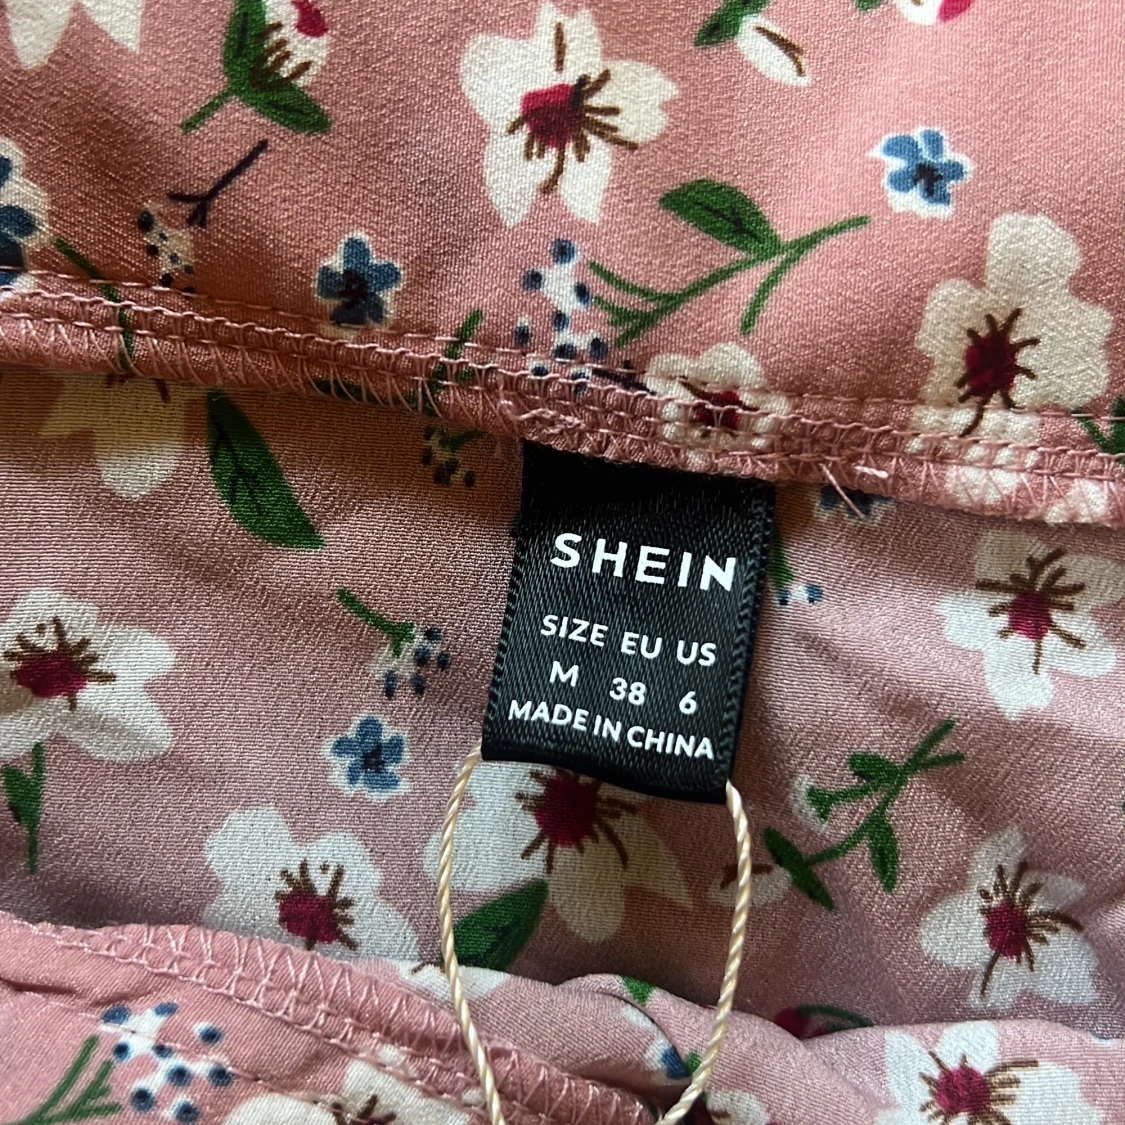 SHEIN
SIZE EU US
M 38 6
MADE IN CHINA